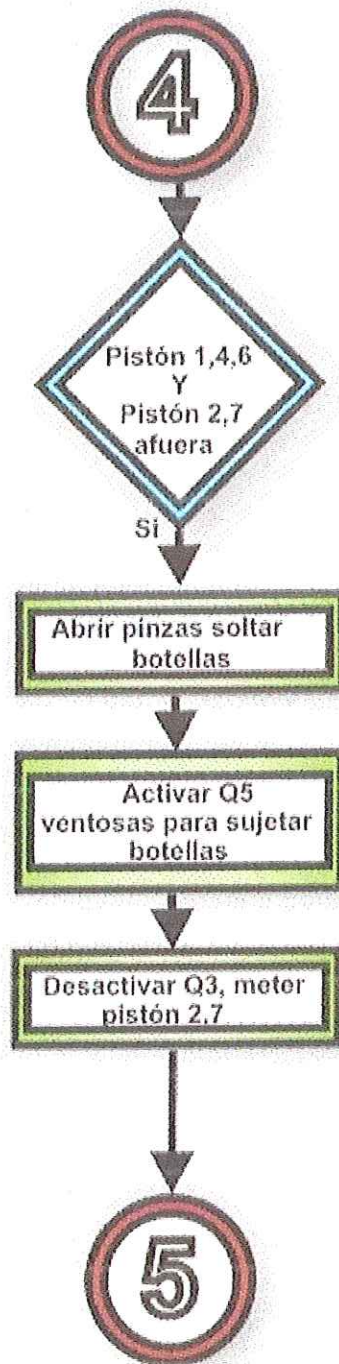 4
Pistón 1,4,6
Y
Pistón 2,7
afuera
Si
Abrir pinzas soltar
botellas
Activar Q5
ventosas para sujetar
botellas
Desactivar Q3, meter
pistón 2,7
5